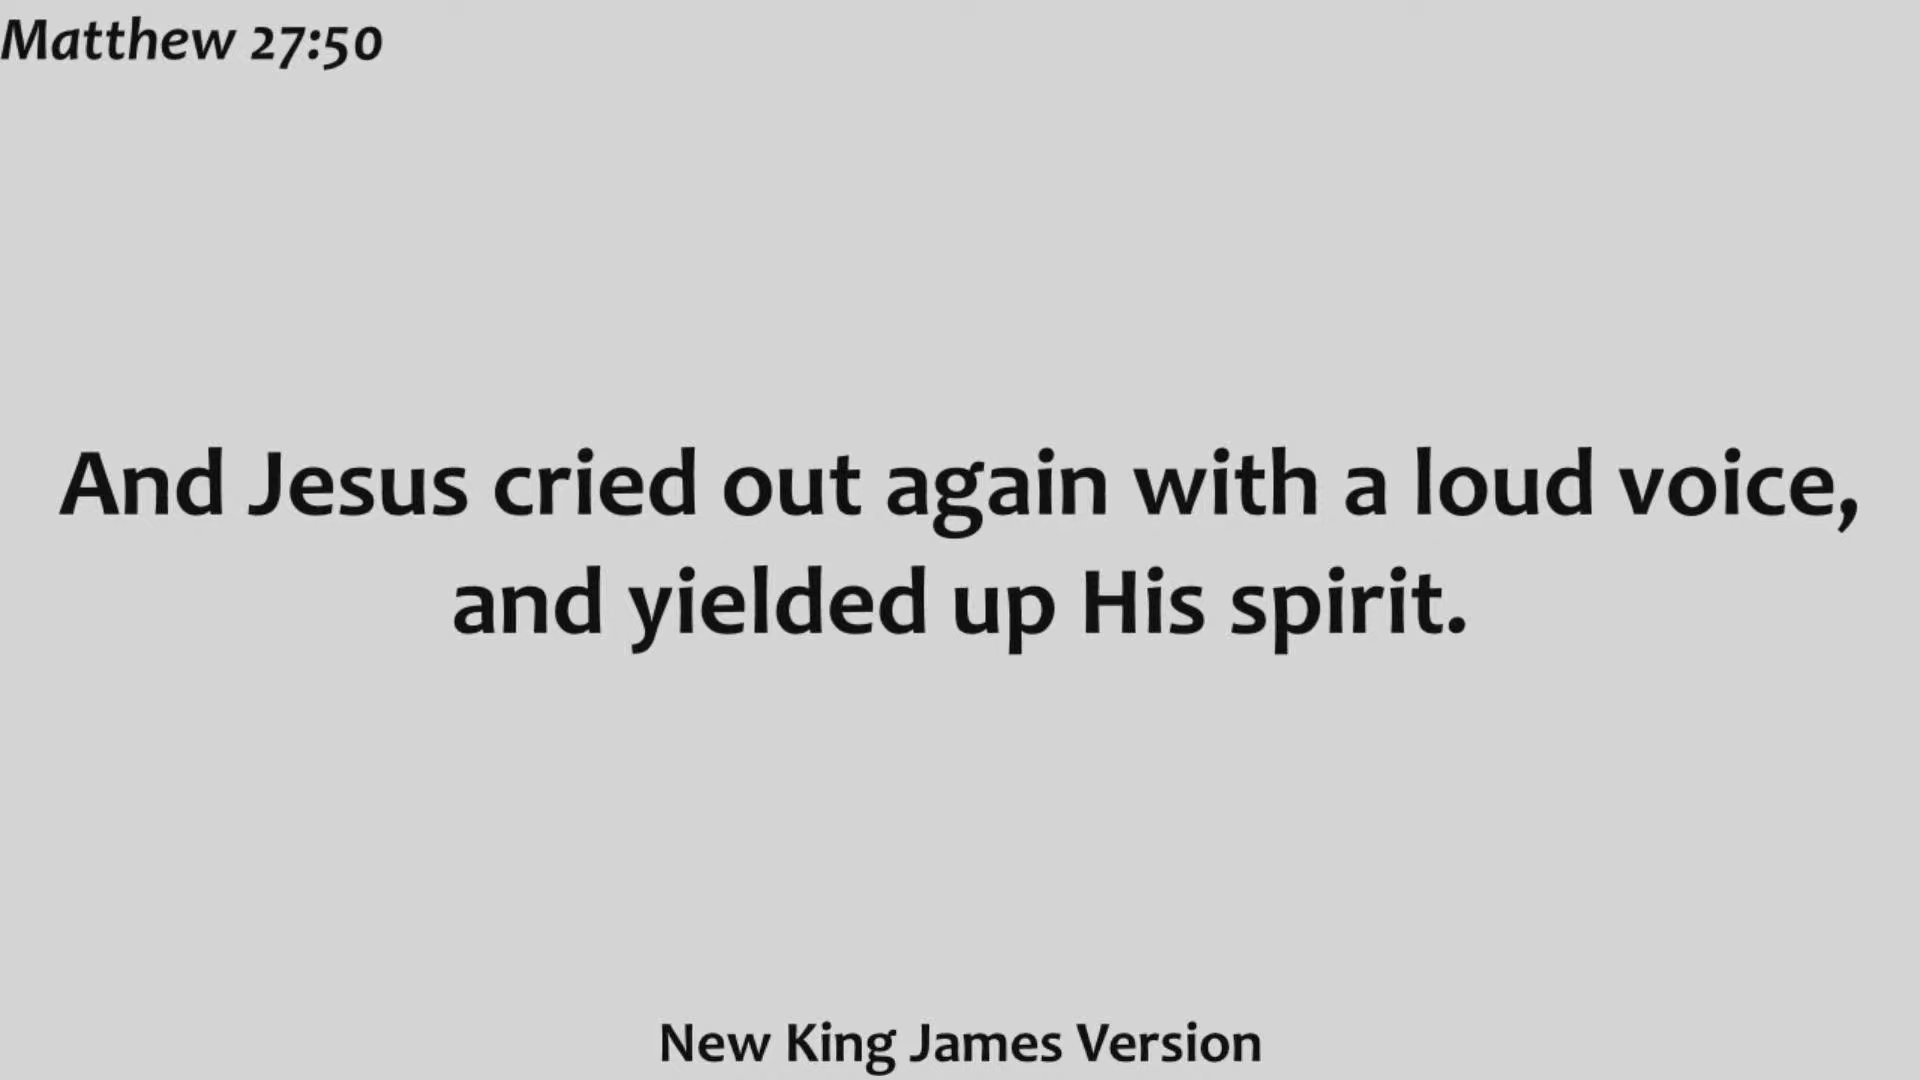 Matthew 27:50
And Jesus cried out again with a loud voice,
and yielded up His spirit.
New King James Version